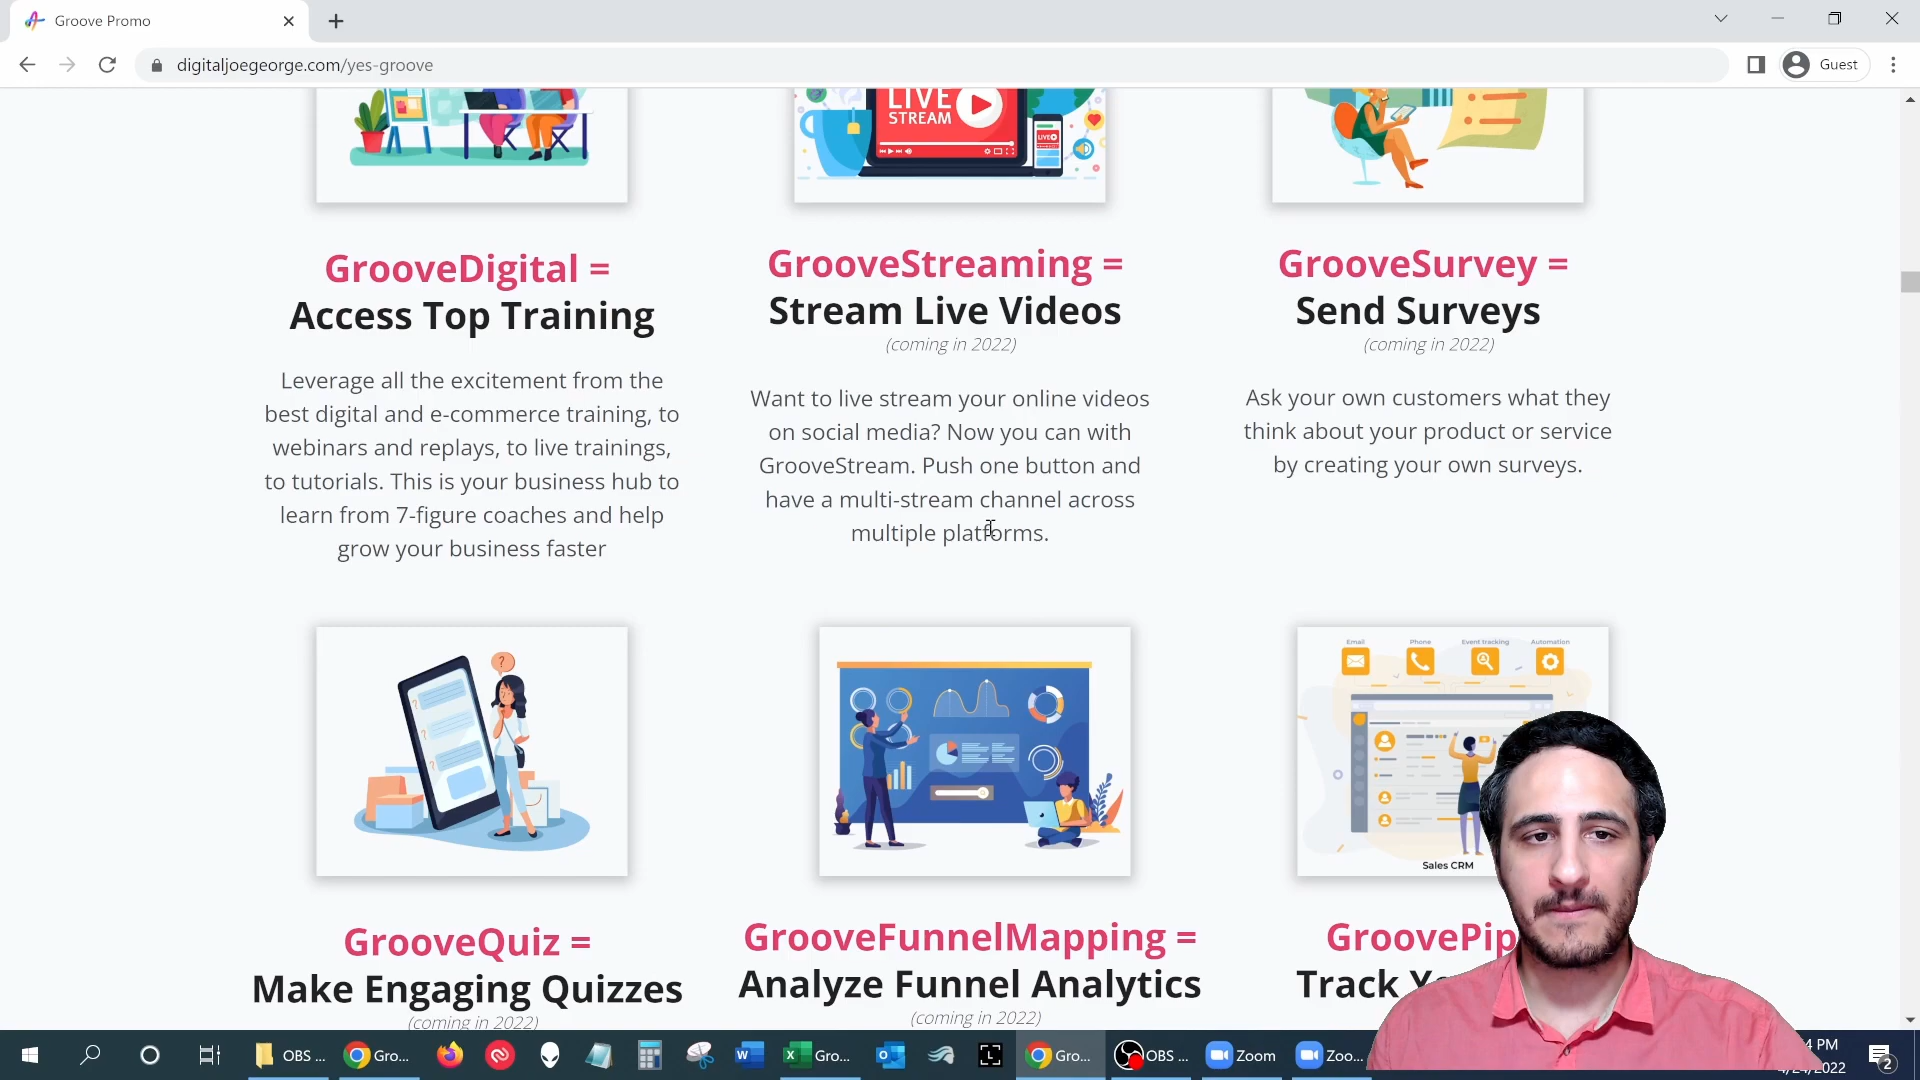 Groove Promo
digitaljoegeorge.com/yes-groove
Guest
LIVE
STREAM
LIVE
GrooveDigital =
Access Top Training
Leverage all the excitement from the
best digital and e-commerce training, to
webinars and replays, to live trainings,
to tutorials. This is your business hub to
learn from 7-figure coaches and help
grow your business faster
GrooveStreaming =
Stream Live Videos
(coming in 2022)
Want to live stream your online videos
on social media? Now you can with
GrooveStream. Push one button and
have a multi-stream channel across
multiple platforms.
GrooveSurvey =
Send Surveys
(coming in 2022)
Ask your own customers what they
think about your product or service
by creating your own surveys.
Email Phone Event tracking Automation
Sales CRM
GrooveQuiz =
Make Engaging Quizzes
(coming in 2022)
GrooveFunnelMapping =
Analyze Funnel Analytics
(coming in 2022)
GroovePip
Track Y
OBS ...
Gro...
Gro...
Gro...
OBS ...
Zoom
Zoo...
4 PM
4/24/2022
2